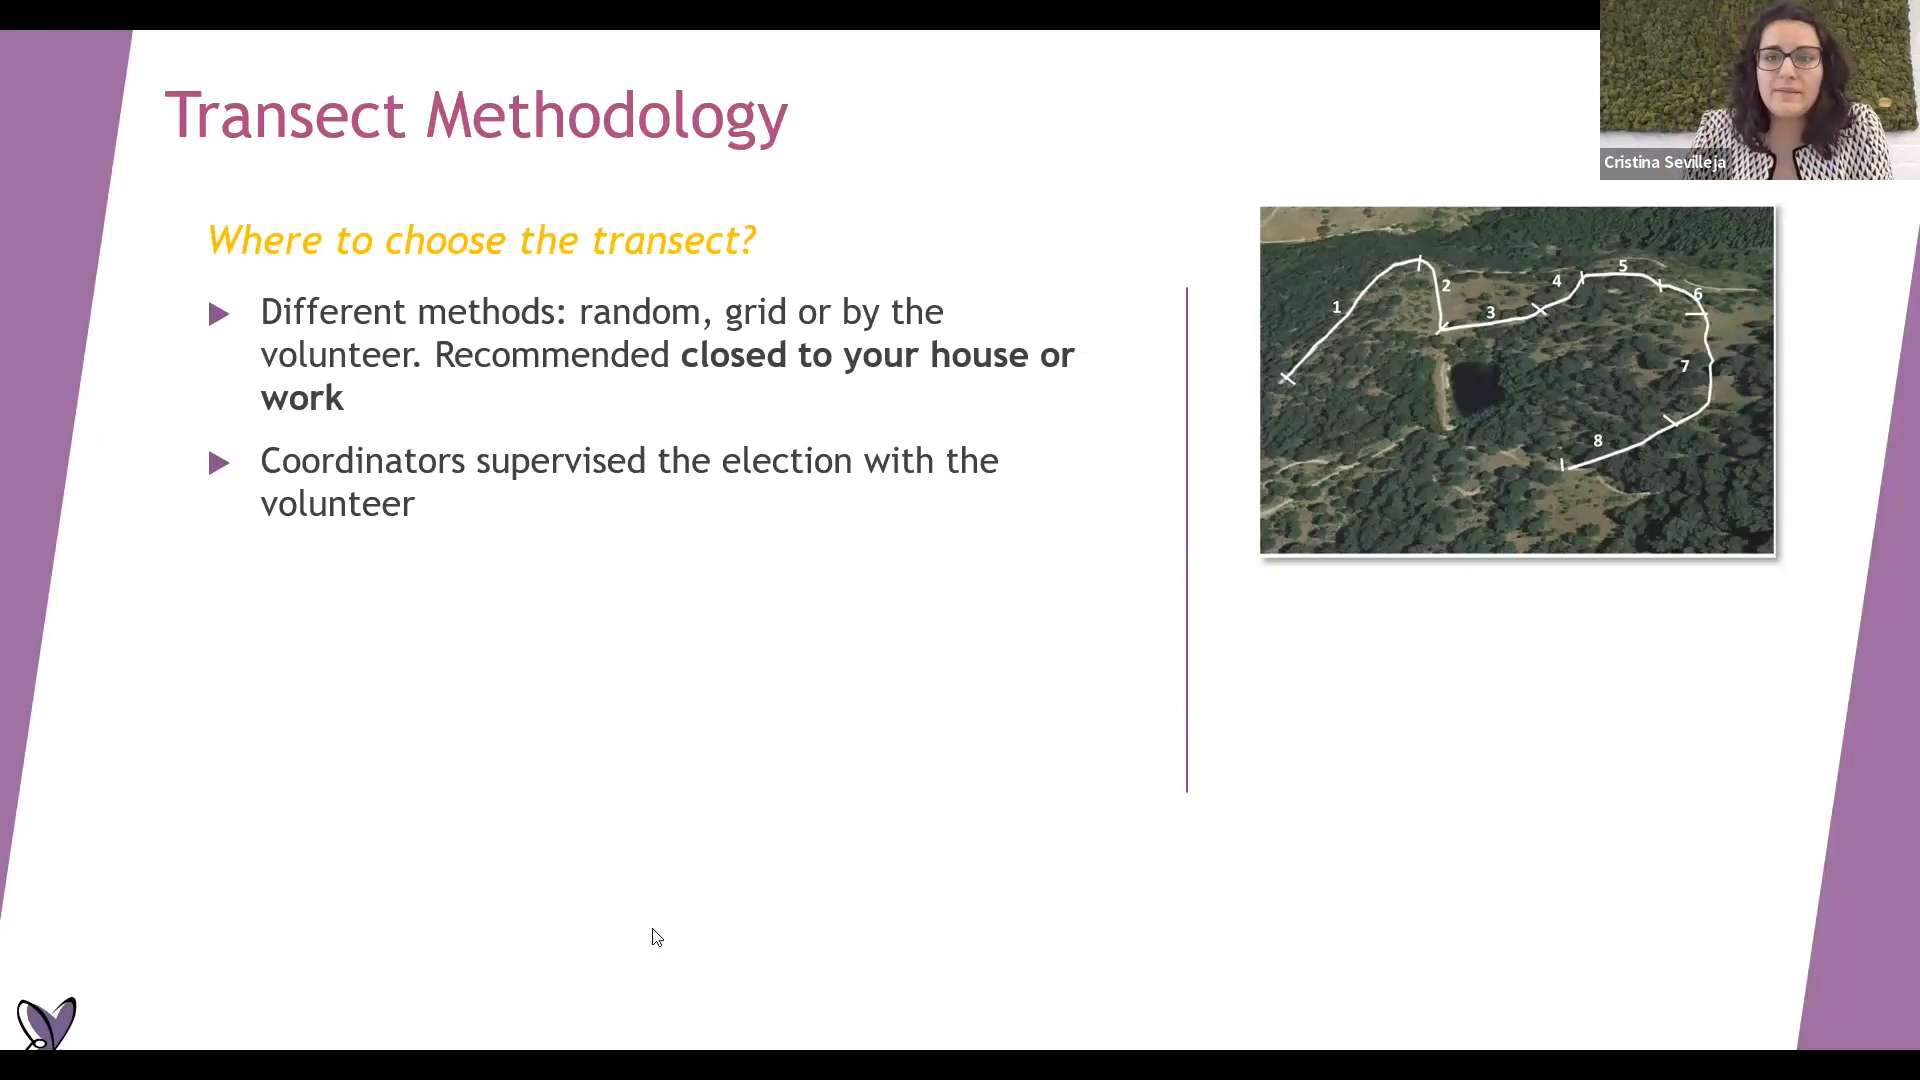 Transect Methodology
Cristina Sevilleja
Where to choose the transect?
Different methods: random, grid or by the
volunteer. Recommended closed to your house or
work
Coordinators supervised the election with the
volunteer
1
2
3
4
5
6
7
8